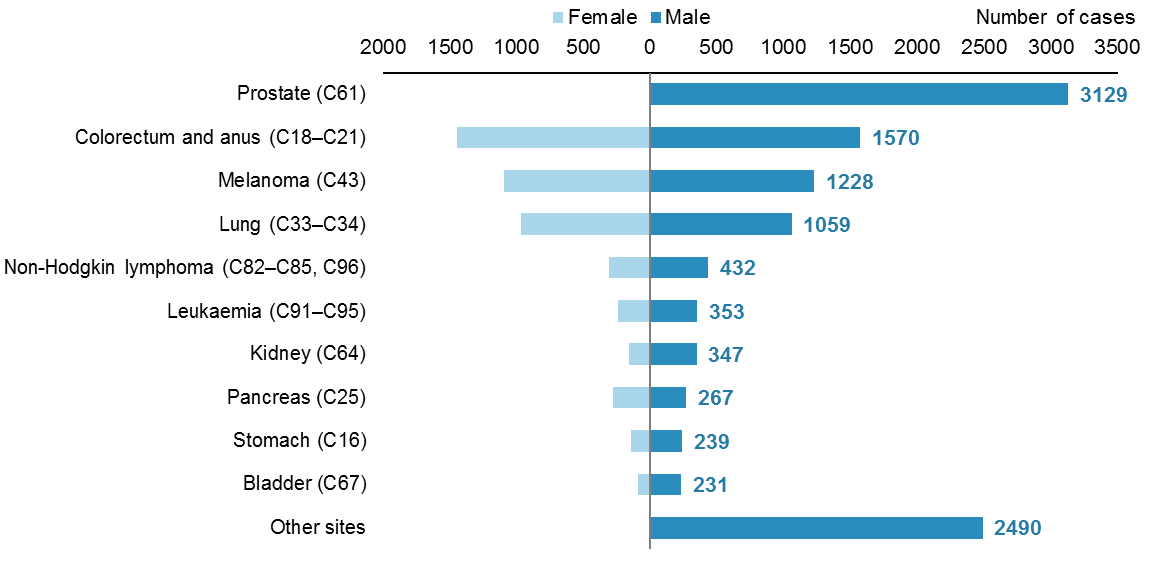 Female Male Number of cases
2000 1500 1000 500 0 500 1000 1500 2000 2500 3000 3500
Prostate (C61) 3129
Colorectum and anus (C18–C21) 1570
Melanoma (C43) 1228
Lung (C33–C34) 1059
Non-Hodgkin lymphoma (C82–C85, C96) 432
Leukaemia (C91–C95) 353
Kidney (C64) 347
Pancreas (C25) 267
Stomach (C16) 239
Bladder (C67) 231
Other sites 2490